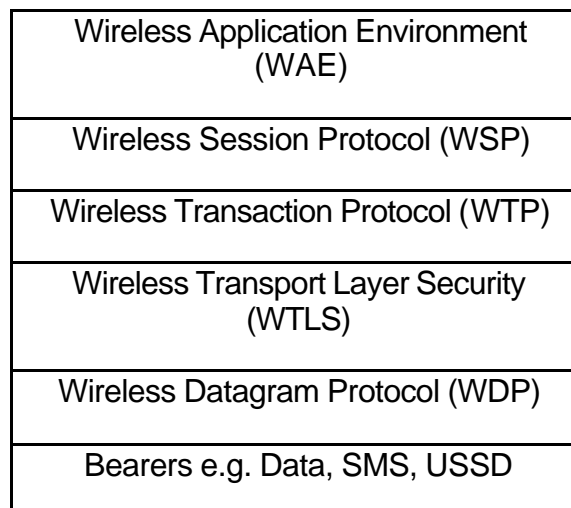 Wireless Application Environment
(WAE)
Wireless Session Protocol (WSP)
Wireless Transaction Protocol (WTP)
Wireless Transport Layer Security
(WTLS)
Wireless Datagram Protocol (WDP)
Bearers e.g. Data, SMS, USSD